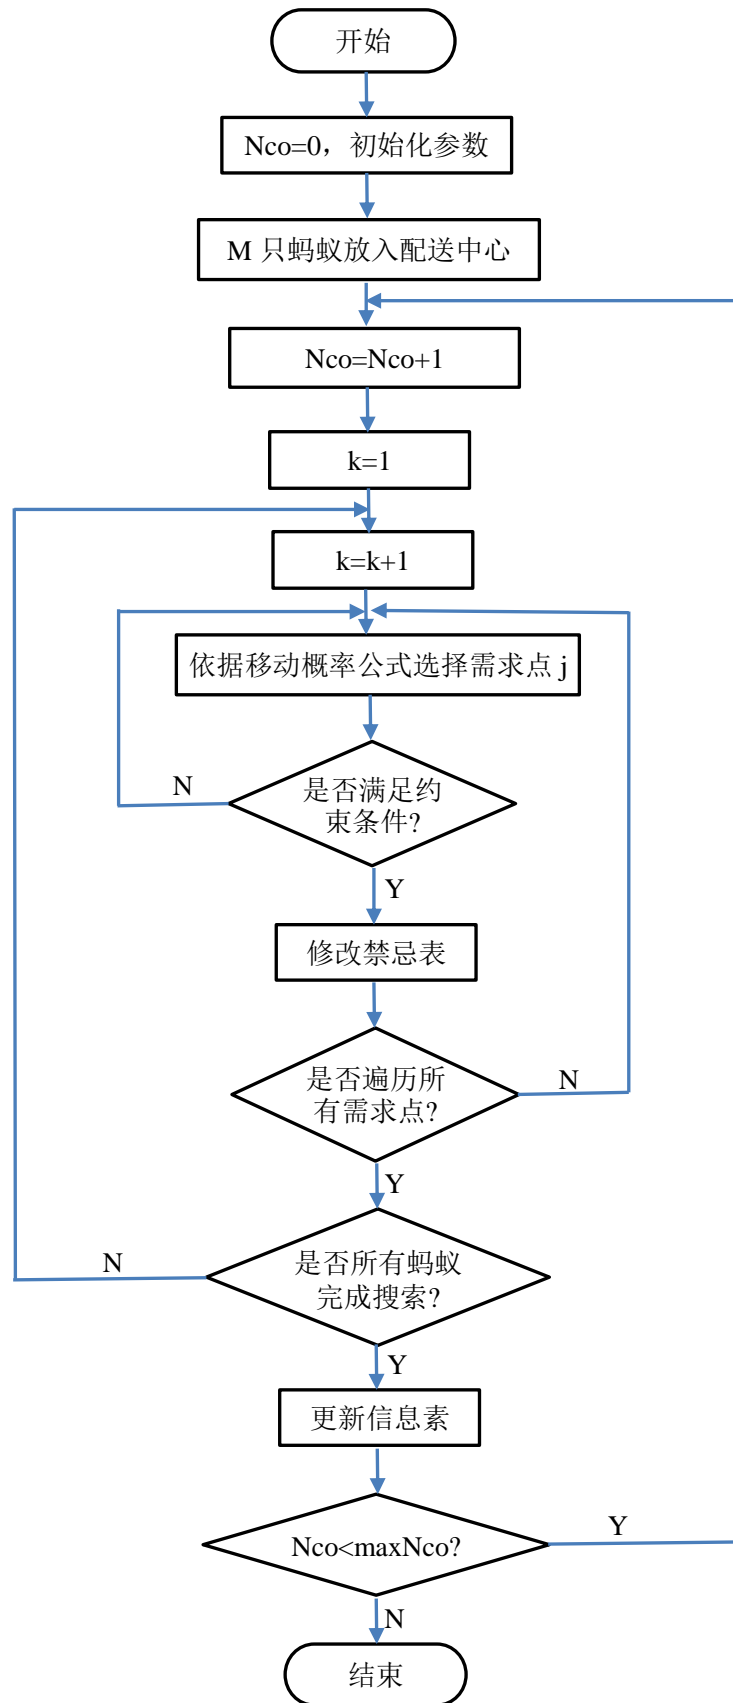 开始
Nco=0，初始化参数
M 只蚂蚁放入配送中心
Nco=Nco+1
k=1
k=k+1
依据移动概率公式选择需求点 j
N
是否满足约
束条件?
Y
修改禁忌表
是否遍历所
有需求点?
N
Y
N
是否所有蚂蚁
完成搜索?
Y
更新信息素
Nco<maxNco?
Y
N
结束